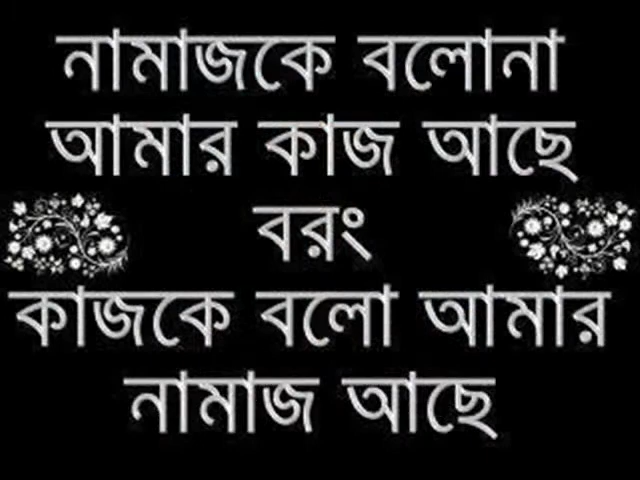 নামাজকে বলোনা
আমার কাজ আছে
বরং
কাজকে বলো আমার
নামাজ আছে